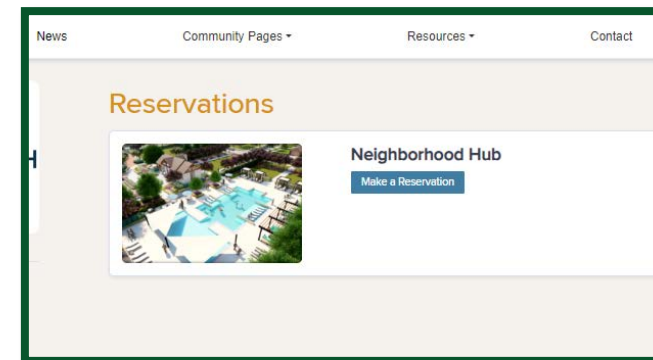 News
Community Pages
Resources
Contact
Reservations
H
Neighborhood Hub
Make a Reservation